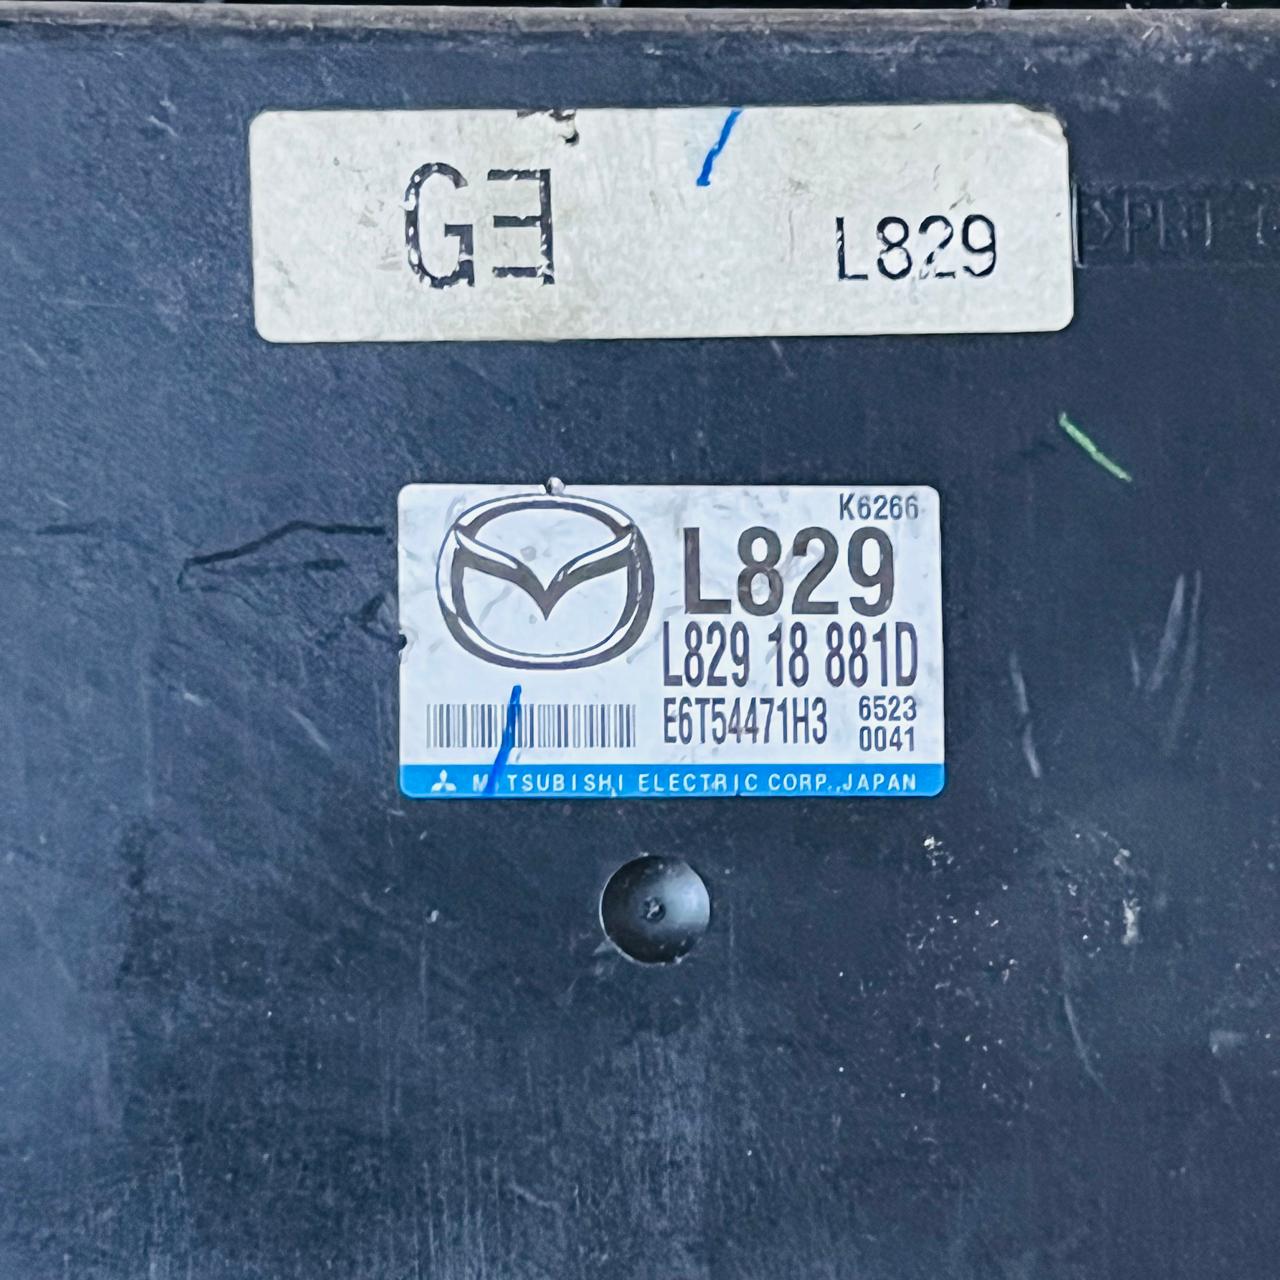 GE
L829
K6266
L829
L829 18 881D
E6T54471H3
6523
0041
MITSUBISHI ELECTRIC CORP., JAPAN